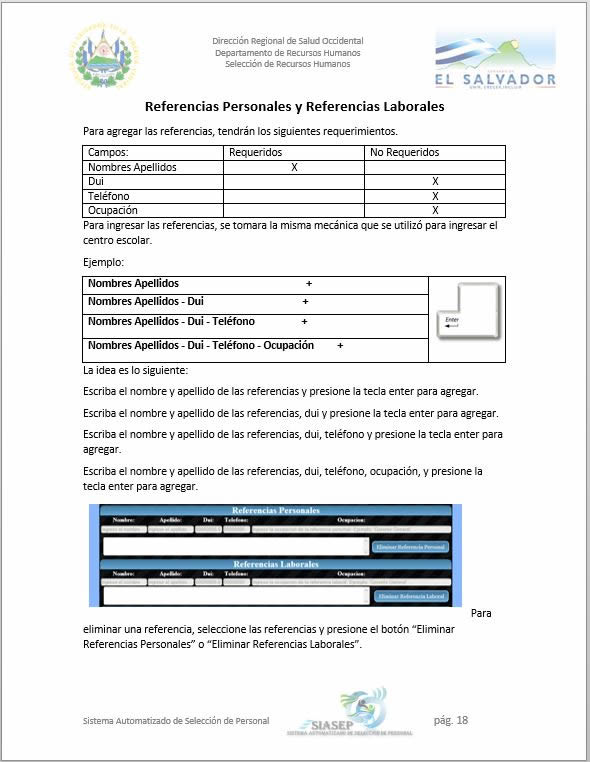 Dirección Regional de Salud Occidental
Departamento de Recursos Humanos
Selección de Recursos Humanos
EL SALVADOR
Referencias Personales y Referencias Laborales
Para agregar las referencias, tendrán los siguientes requerimientos.
Campos: Requeridos No Requeridos
Nombres Apellidos X
Dui X
Teléfono X
Ocupación X
Para ingresar las referencias, se tomara la misma mecánica que se utilizó para ingresar el
centro escolar.
Ejemplo:
Nombres Apellidos +
Nombres Apellidos - Dui +
Nombres Apellidos - Dui - Teléfono +
Nombres Apellidos - Dui - Teléfono - Ocupación +
Enter
La idea es lo siguiente:
Escriba el nombre y apellido de las referencias y presione la tecla enter para agregar.
Escriba el nombre y apellido de las referencias, dui y presione la tecla enter para agregar.
Escriba el nombre y apellido de las referencias, dui, teléfono y presione la tecla enter para
agregar.
Escriba el nombre y apellido de las referencias, dui, teléfono, ocupación, y presione la
tecla enter para agregar.
Referencias Personales
Nombre: Apellido: Dui: Telefono: Ocupacion:
Eliminar Referencia Personal
Referencias Laborales
Nombre: Apellido: Dui: Telefono: Ocupacion:
Eliminar Referencia Laboral
Para
eliminar una referencia, seleccione las referencias y presione el botón “Eliminar
Referencias Personales” o “Eliminar Referencias Laborales”.
Sistema Automatizado de Selección de Personal
SIASEP
SISTEMA AUTOMATIZADO DE SELECCIÓN DE PERSONAL
pág. 18